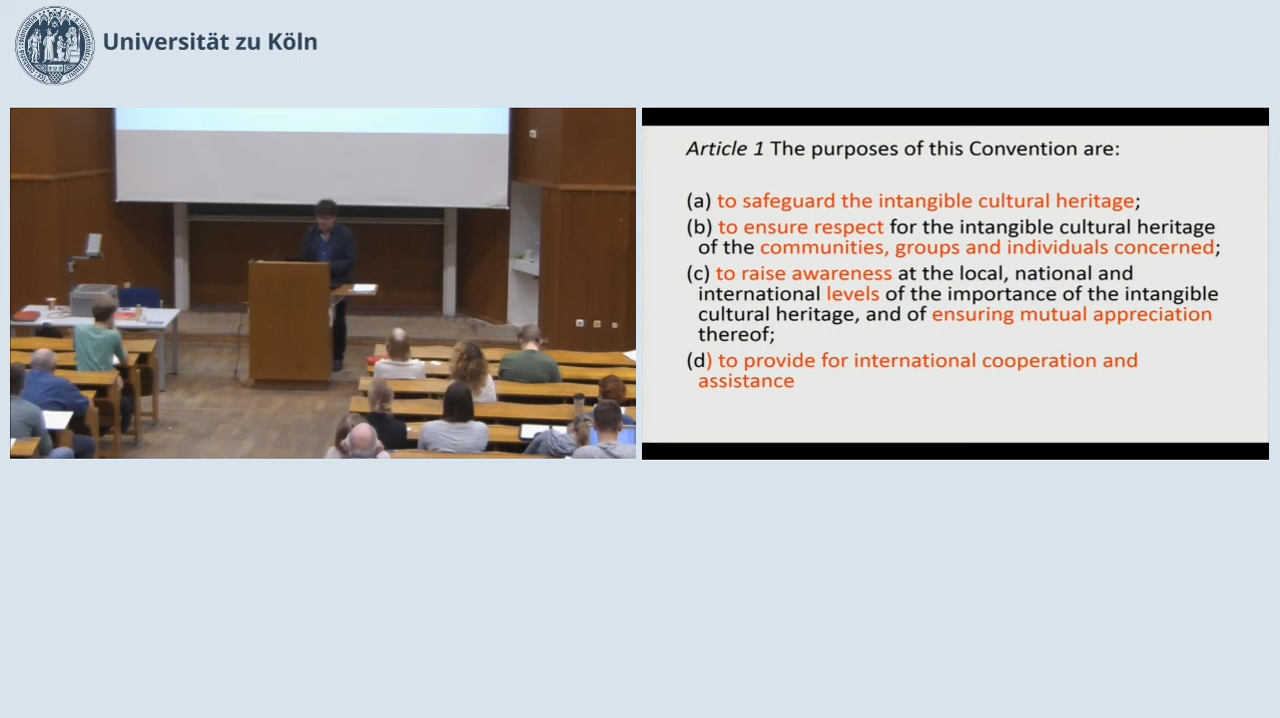 Universität zu Köln
Article 1 The purposes of this Convention are:
(a) to safeguard the intangible cultural heritage;
(b) to ensure respect for the intangible cultural heritage
of the communities, groups and individuals concerned;
(c) to raise awareness at the local, national and
international levels of the importance of the intangible
cultural heritage, and of ensuring mutual appreciation
thereof;
(d) to provide for international cooperation and
assistance